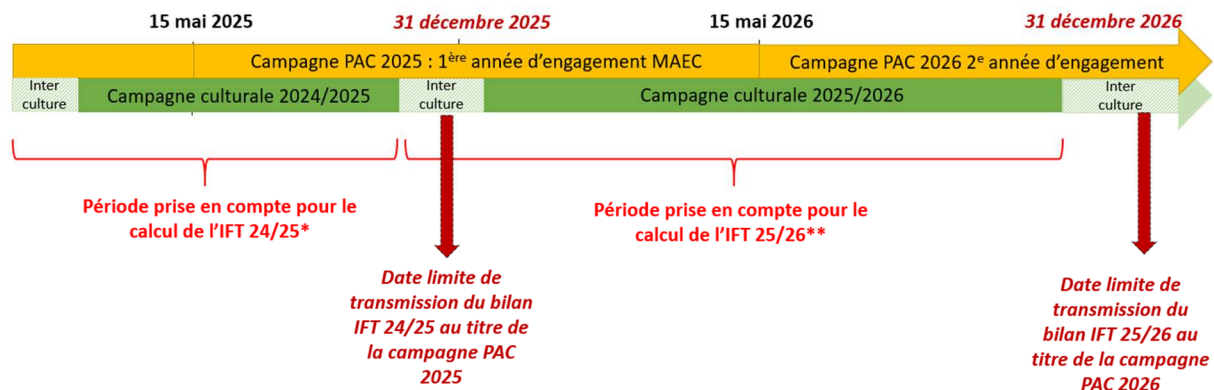 15 mai 2025
31 décembre 2025
15 mai 2026
31 décembre 2026
Campagne PAC 2025 : 1ère année d’engagement MAEC
Campagne PAC 2026 2e année d’engagement
Inter
culture
Campagne culturale 2024/2025
Inter
culture
Campagne culturale 2025/2026
Inter
culture
Période prise en compte pour le
calcul de l’IFT 24/25*
Période prise en compte pour le
calcul de l’IFT 25/26**
Date limite de
transmission du bilan
IFT 24/25 au titre de
la campagne PAC
2025
Date limite de
transmission du
bilan IFT 25/26 au
titre de la campagne
PAC 2026